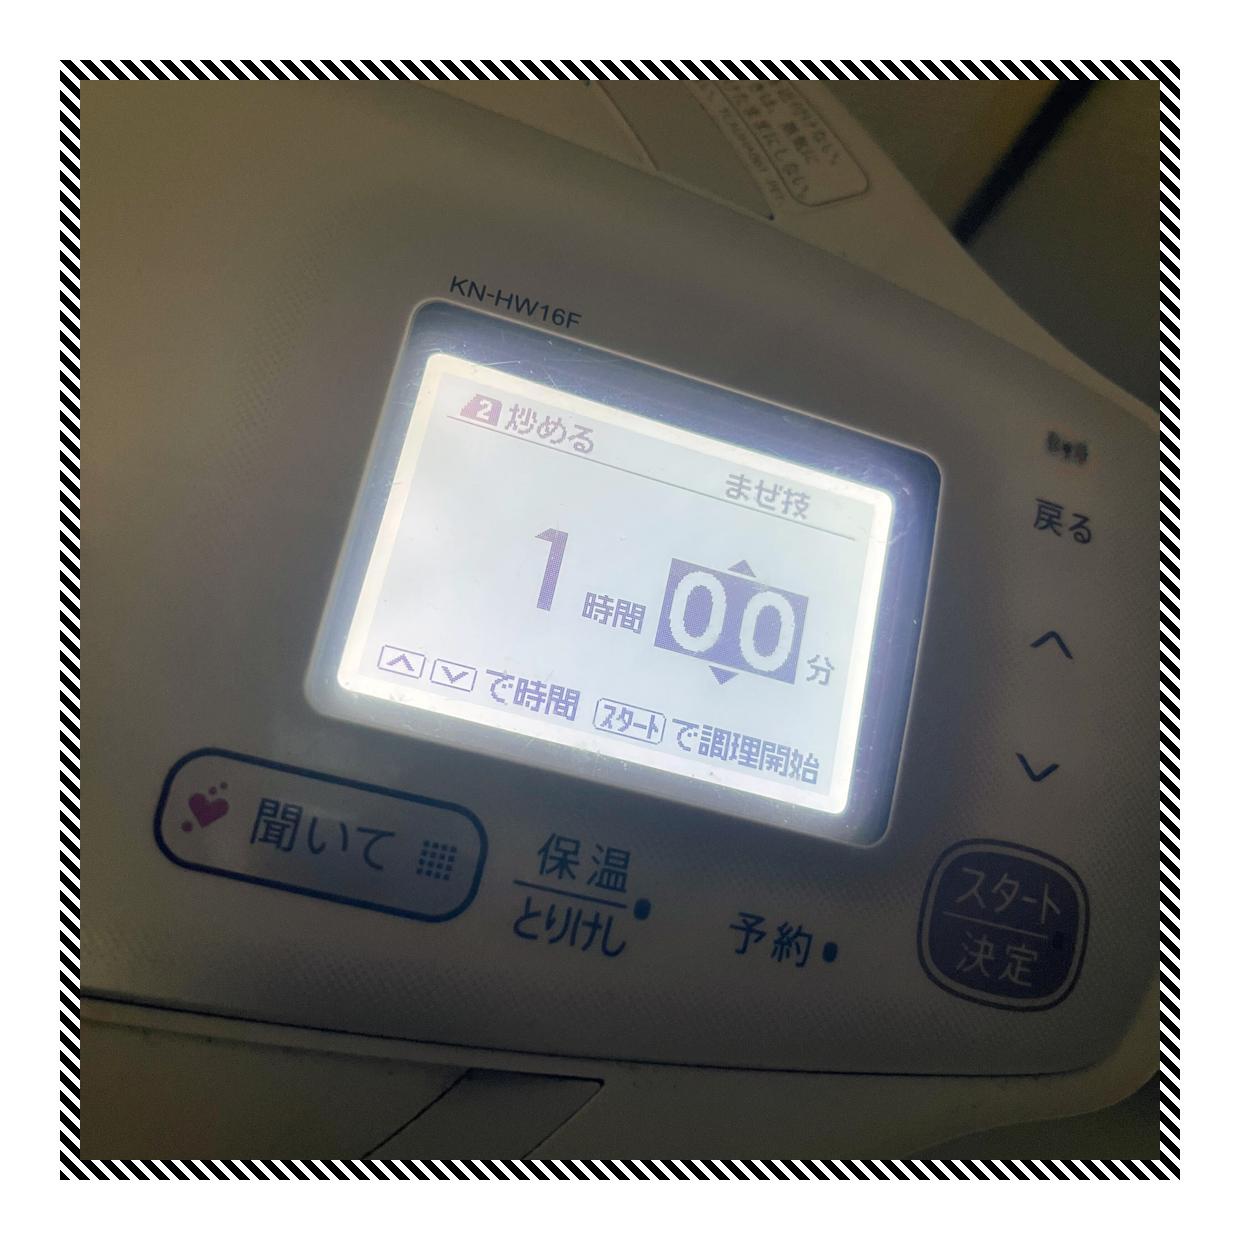 KN-HW16F
2 炒める
まぜ技
1時間00分
で時間 スタート で調理開始
戻る
聞いて
保温
とりけし
予約
スタート
決定